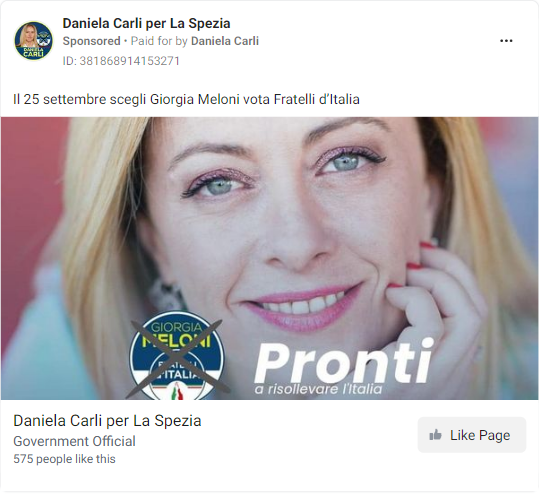 Daniela Carli per La Spezia
Sponsored • Paid for by Daniela Carli
ID: 381868914153271
Il 25 settembre scegli Giorgia Meloni vota Fratelli d'Italia
GIORGIA
MELONI
FRATELLI
D'ITALIA
Pronti
a risollevare l'Italia
Daniela Carli per La Spezia
Government Official
575 people like this
Like Page